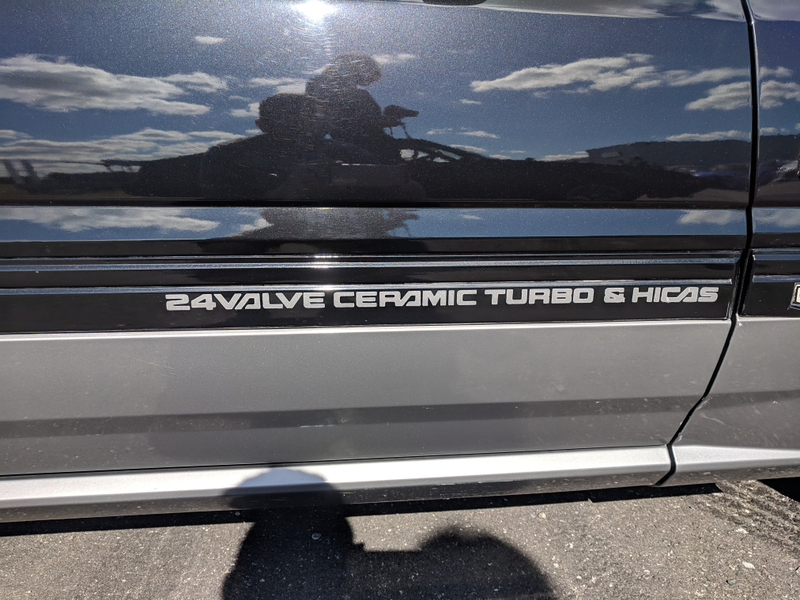 24VALVE CERAMIC TURBO & HICAS